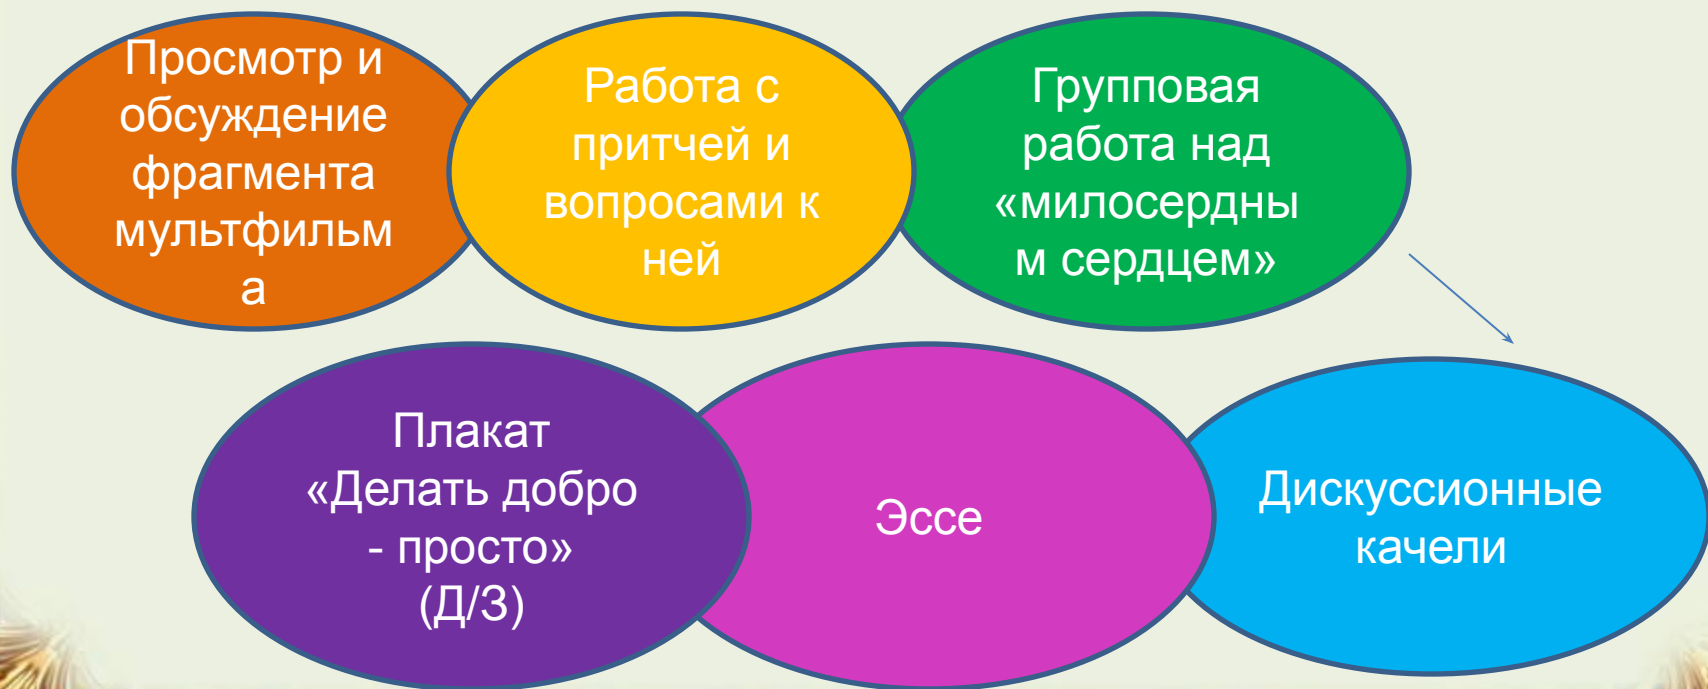 Просмотр и
обсуждение
фрагмента
мультфильм
а
Работа с
притчей и
вопросами к
ней
Групповая
работа над
«милосердны
м сердцем»
Плакат
«Делать добро
- просто»
(Д/З)
Эссе
Дискуссионные
качели